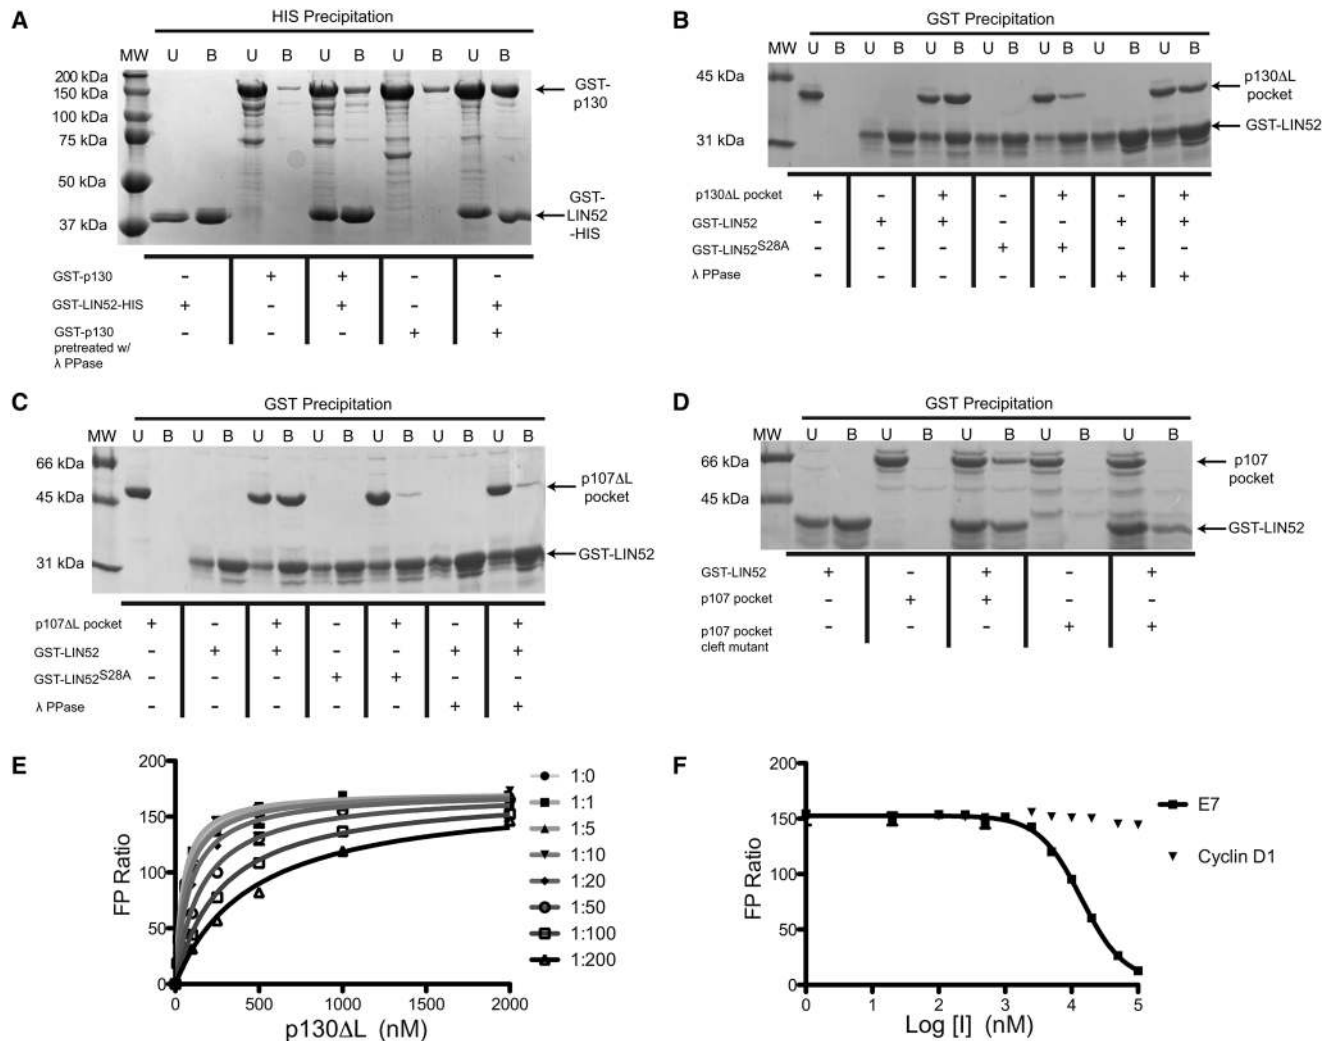 A
HIS Precipitation
MW U B U B U B U B U B
200 kDa
150 kDa
100 kDa
75 kDa
50 kDa
37 kDa
GST-
p130
GST-
LIN52
-HIS
GST-p130 - + + - -
GST-LIN52-HIS + - + - +
GST-p130 - - - + +
pretreated w/
λ PPase
B
GST Precipitation
MW U B U B U B U B U B U B U B
45 kDa
31 kDa
p130ΔL
pocket
GST-LIN52
p130ΔL pocket + - + - + - +
GST-LIN52 - + + - - + +
GST-LIN52S28A - - - + + - -
λ PPase - - - - - + +
C
GST Precipitation
MW U B U B U B U B U B U B U B
66 kDa
45 kDa
31 kDa
p107ΔL
pocket
GST-LIN52
p107ΔL pocket + - + - + - +
GST-LIN52 - + + - - + +
GST-LIN52S28A - - - + + - -
λ PPase - - - - - + +
D
GST Precipitation
MW U B U B U B U B U B
66 kDa
45 kDa
p107
pocket
GST-LIN52
GST-LIN52 + - + - +
p107 pocket - + + - -
p107 pocket - - - + +
cleft mutant
E
200
150
100
50
0
FP Ratio
0 500 1000 1500 2000
p130ΔL (nM)
1:0
1:1
1:5
1:10
1:20
1:50
1:100
1:200
F
200
150
100
50
0
FP Ratio
0 1 2 3 4 5
Log [I] (nM)
E7
Cyclin D1